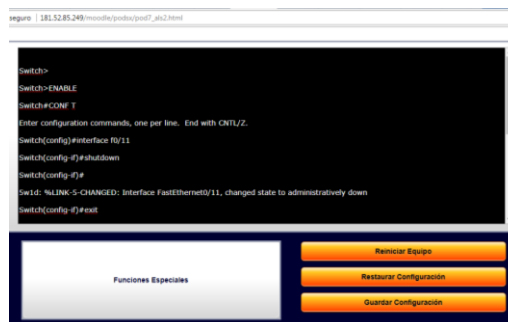 seguro | 181.52.85.249/moodle/podsx/pod7_als2.html
Switch>
Switch>ENABLE
Switch#CONF T
Enter configuration commands, one per line. End with CNTL/Z.
Switch(config)#interface f0/11
Switch(config-if)#shutdown
Switch(config-if)#
Sw1d: %LINK-5-CHANGED: Interface FastEthernet0/11, changed state to administratively down
Switch(config-if)#exit
Reiniciar Equipo
Funciones Especiales
Restaurar Configuración
Guardar Configuración